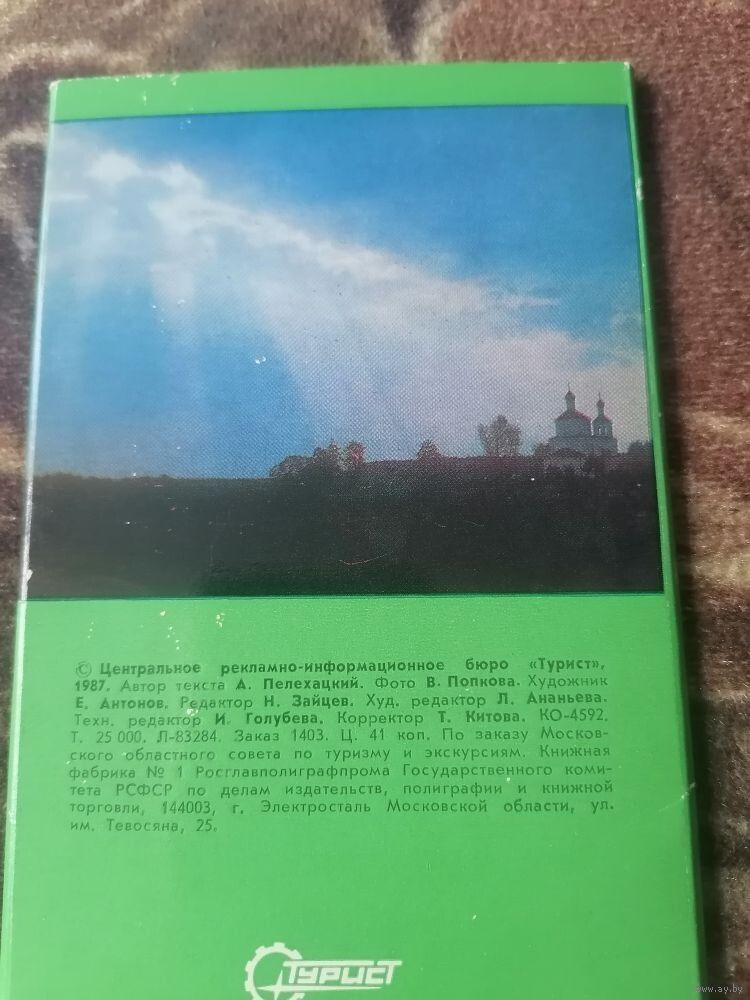 © Центральное рекламно-информационное бюро «Турист»,
1987. Автор текста А. Пелехацкий. Фото В. Попкова. Художник
Е. Антонов. Редактор Н. Зайцев. Худ. редактор Л. Ананьева.
Техн. редактор И. Голубева. Корректор Т. Китова. КО-4592.
Т. 25 000. Л-83284. Заказ 1403. Ц. 41 коп. По заказу Москов-
ского областного совета по туризму и экскурсиям. Книжная
фабрика № 1 Росглавполиграфпрома Государственного коми-
тета РСФСР по делам издательств, полиграфии и книжной
торговли, 144003, г. Электросталь Московской области, ул.
им. Тевосяна, 25.
ТУРИСТ
www.ay.by